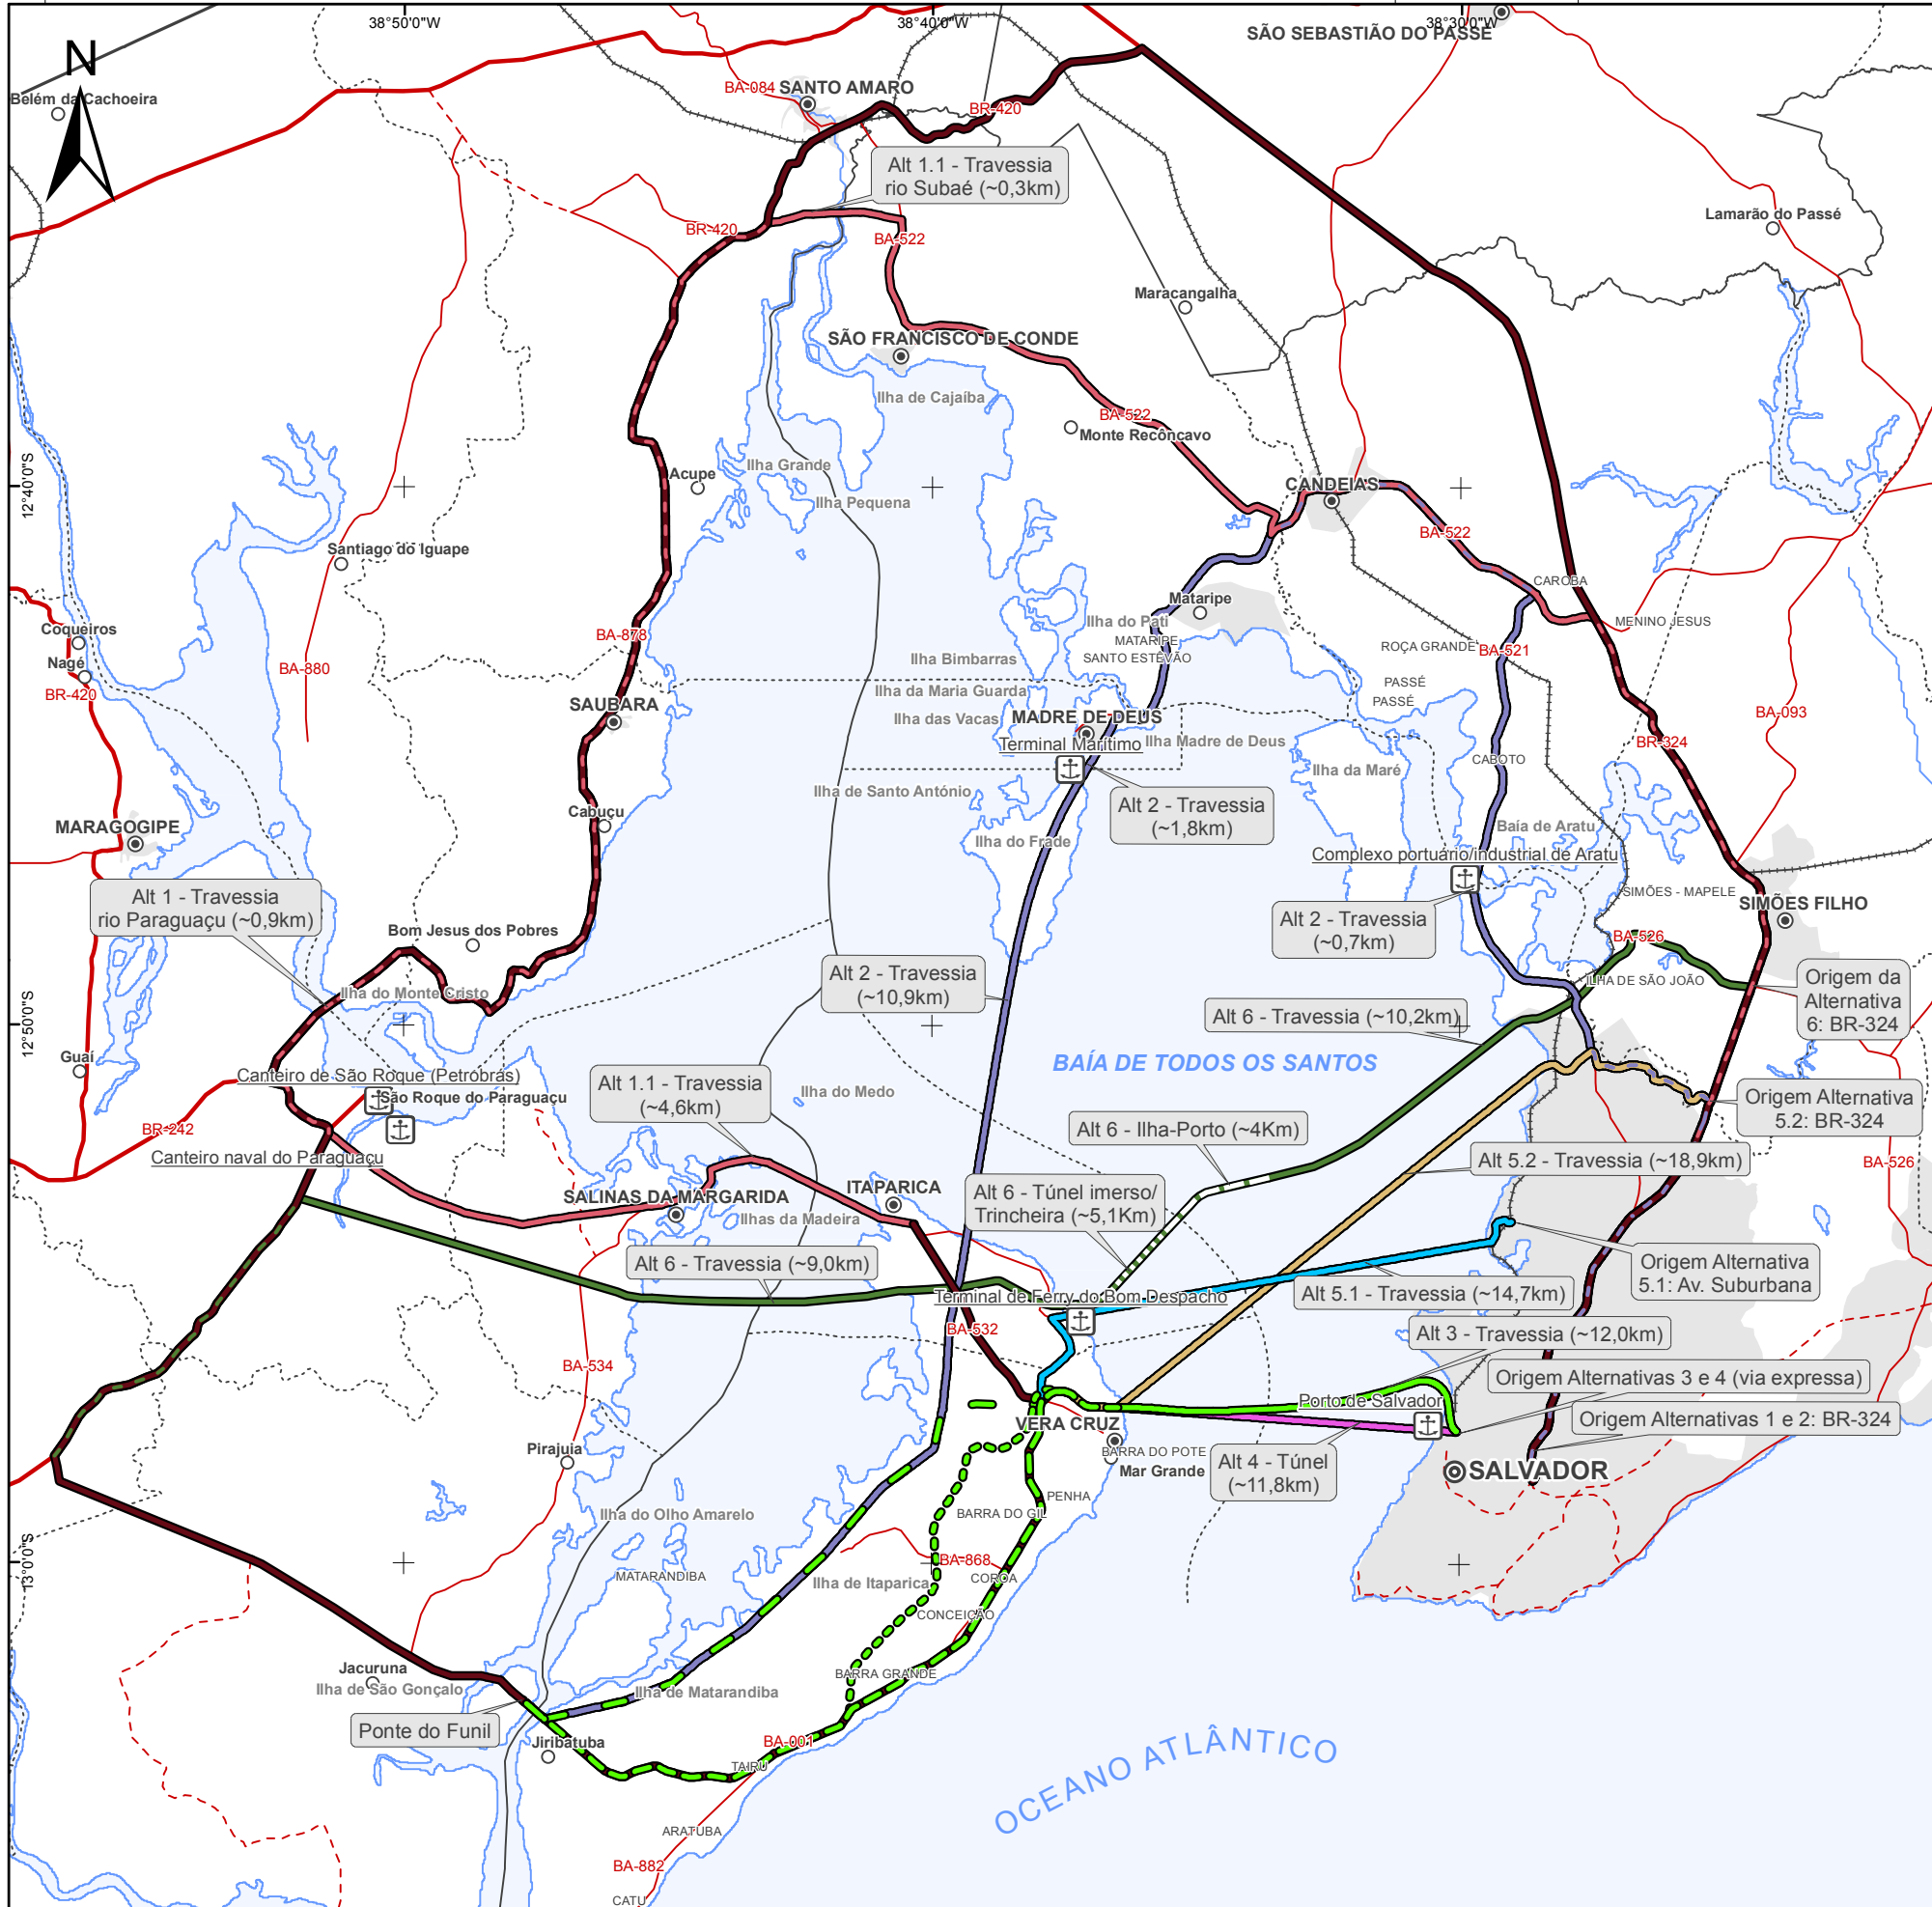 38°50'0"W
38°40'0"W
38°30'0"W
SÃO SEBASTIÃO DO PASSÉ
N
Belém da Cachoeira
BA-084
SANTO AMARO
BR-420
Alt 1.1 - Travessia
rio Subaé (~0,3km)
Lamarão do Passé
BR-420
BA-522
Maracangalha
SÃO FRANCISCO DE CONDE
Ilha de Cajaíba
BA-522
Monte Recôncavo
Ilha Grande
Acupe
Ilha Pequena
CANDEIAS
12°40'0"S
BA-522
Santiago do Iguape
CAROBA
Mataripe
Coqueiros
BA-878
Ilha do Pati
MENINO JESUS
MATARIPE
ROÇA GRANDE
BA-521
Nagé
BA-880
Ilha Bimbarras
SANTO ESTEVÃO
BR-420
Ilha da Maria Guarda
PASSÉ
PASSÉ
SAUBARA
Ilha das Vacas
MADRE DE DEUS
BA-093
Terminal Marítimo
Ilha Madre de Deus
BR-324
CABOTO
Ilha da Maré
Ilha de Santo António
Alt 2 - Travessia
(~1,8km)
Cabuçu
MARAGOGIPE
Ilha do Frade
Baía de Aratu
Complexo portuário/industrial de Aratu
Alt 1 - Travessia
rio Paraguaçu (~0,9km)
SIMÕES - MAPELE
SIMÕES FILHO
Alt 2 - Travessia
(~0,7km)
Bom Jesus dos Pobres
BA-526
Alt 2 - Travessia
(~10,9km)
ILHA DE SÃO JOÃO
Origem da
Alternativa
6: BR-324
Ilha do Monte Cristo
Alt 6 - Travessia (~10,2km)
12°50'0"S
Guaí
BAÍA DE TODOS OS SANTOS
Canteiro de São Roque (Petróbras)
São Roque do Paraguaçu
Alt 1.1 - Travessia
(~4,6km)
Ilha do Medo
Origem Alternativa
5.2: BR-324
BR-242
Alt 6 - Ilha-Porto (~4Km)
Canteiro naval do Paraguaçu
Alt 5.2 - Travessia (~18,9km)
BA-526
SALINAS DA MARGARIDA
ITAPARICA
Alt 6 - Túnel imerso/
Trincheira (~5,1Km)
Ilhas da Madeira
Alt 6 - Travessia (~9,0km)
Origem Alternativa
5.1: Av. Suburbana
Terminal de Ferry do Bom Despacho
Alt 5.1 - Travessia (~14,7km)
BA-532
Alt 3 - Travessia (~12,0km)
BA-534
Origem Alternativas 3 e 4 (via expressa)
Porto de Salvador
Origem Alternativas 1 e 2: BR-324
VERA CRUZ
Pirajuia
BARRA DO POTE
Mar Grande
Alt 4 - Túnel
(~11,8km)
SALVADOR
PENHA
Ilha do Olho Amarelo
BARRA DO GIL
13°0'0"S
BA-868
MATARANDIBA
Ilha de Itaparica
COROA
CONCEIÇÃO
Jacuruna
BARRA GRANDE
Ilha de São Gonçalo
Ilha de Matarandiba
Ponte do Funil
Jiribatuba
BA-001
TAIRU
OCEANO ATLÂNTICO
ARATUBA
BA-882
CATU